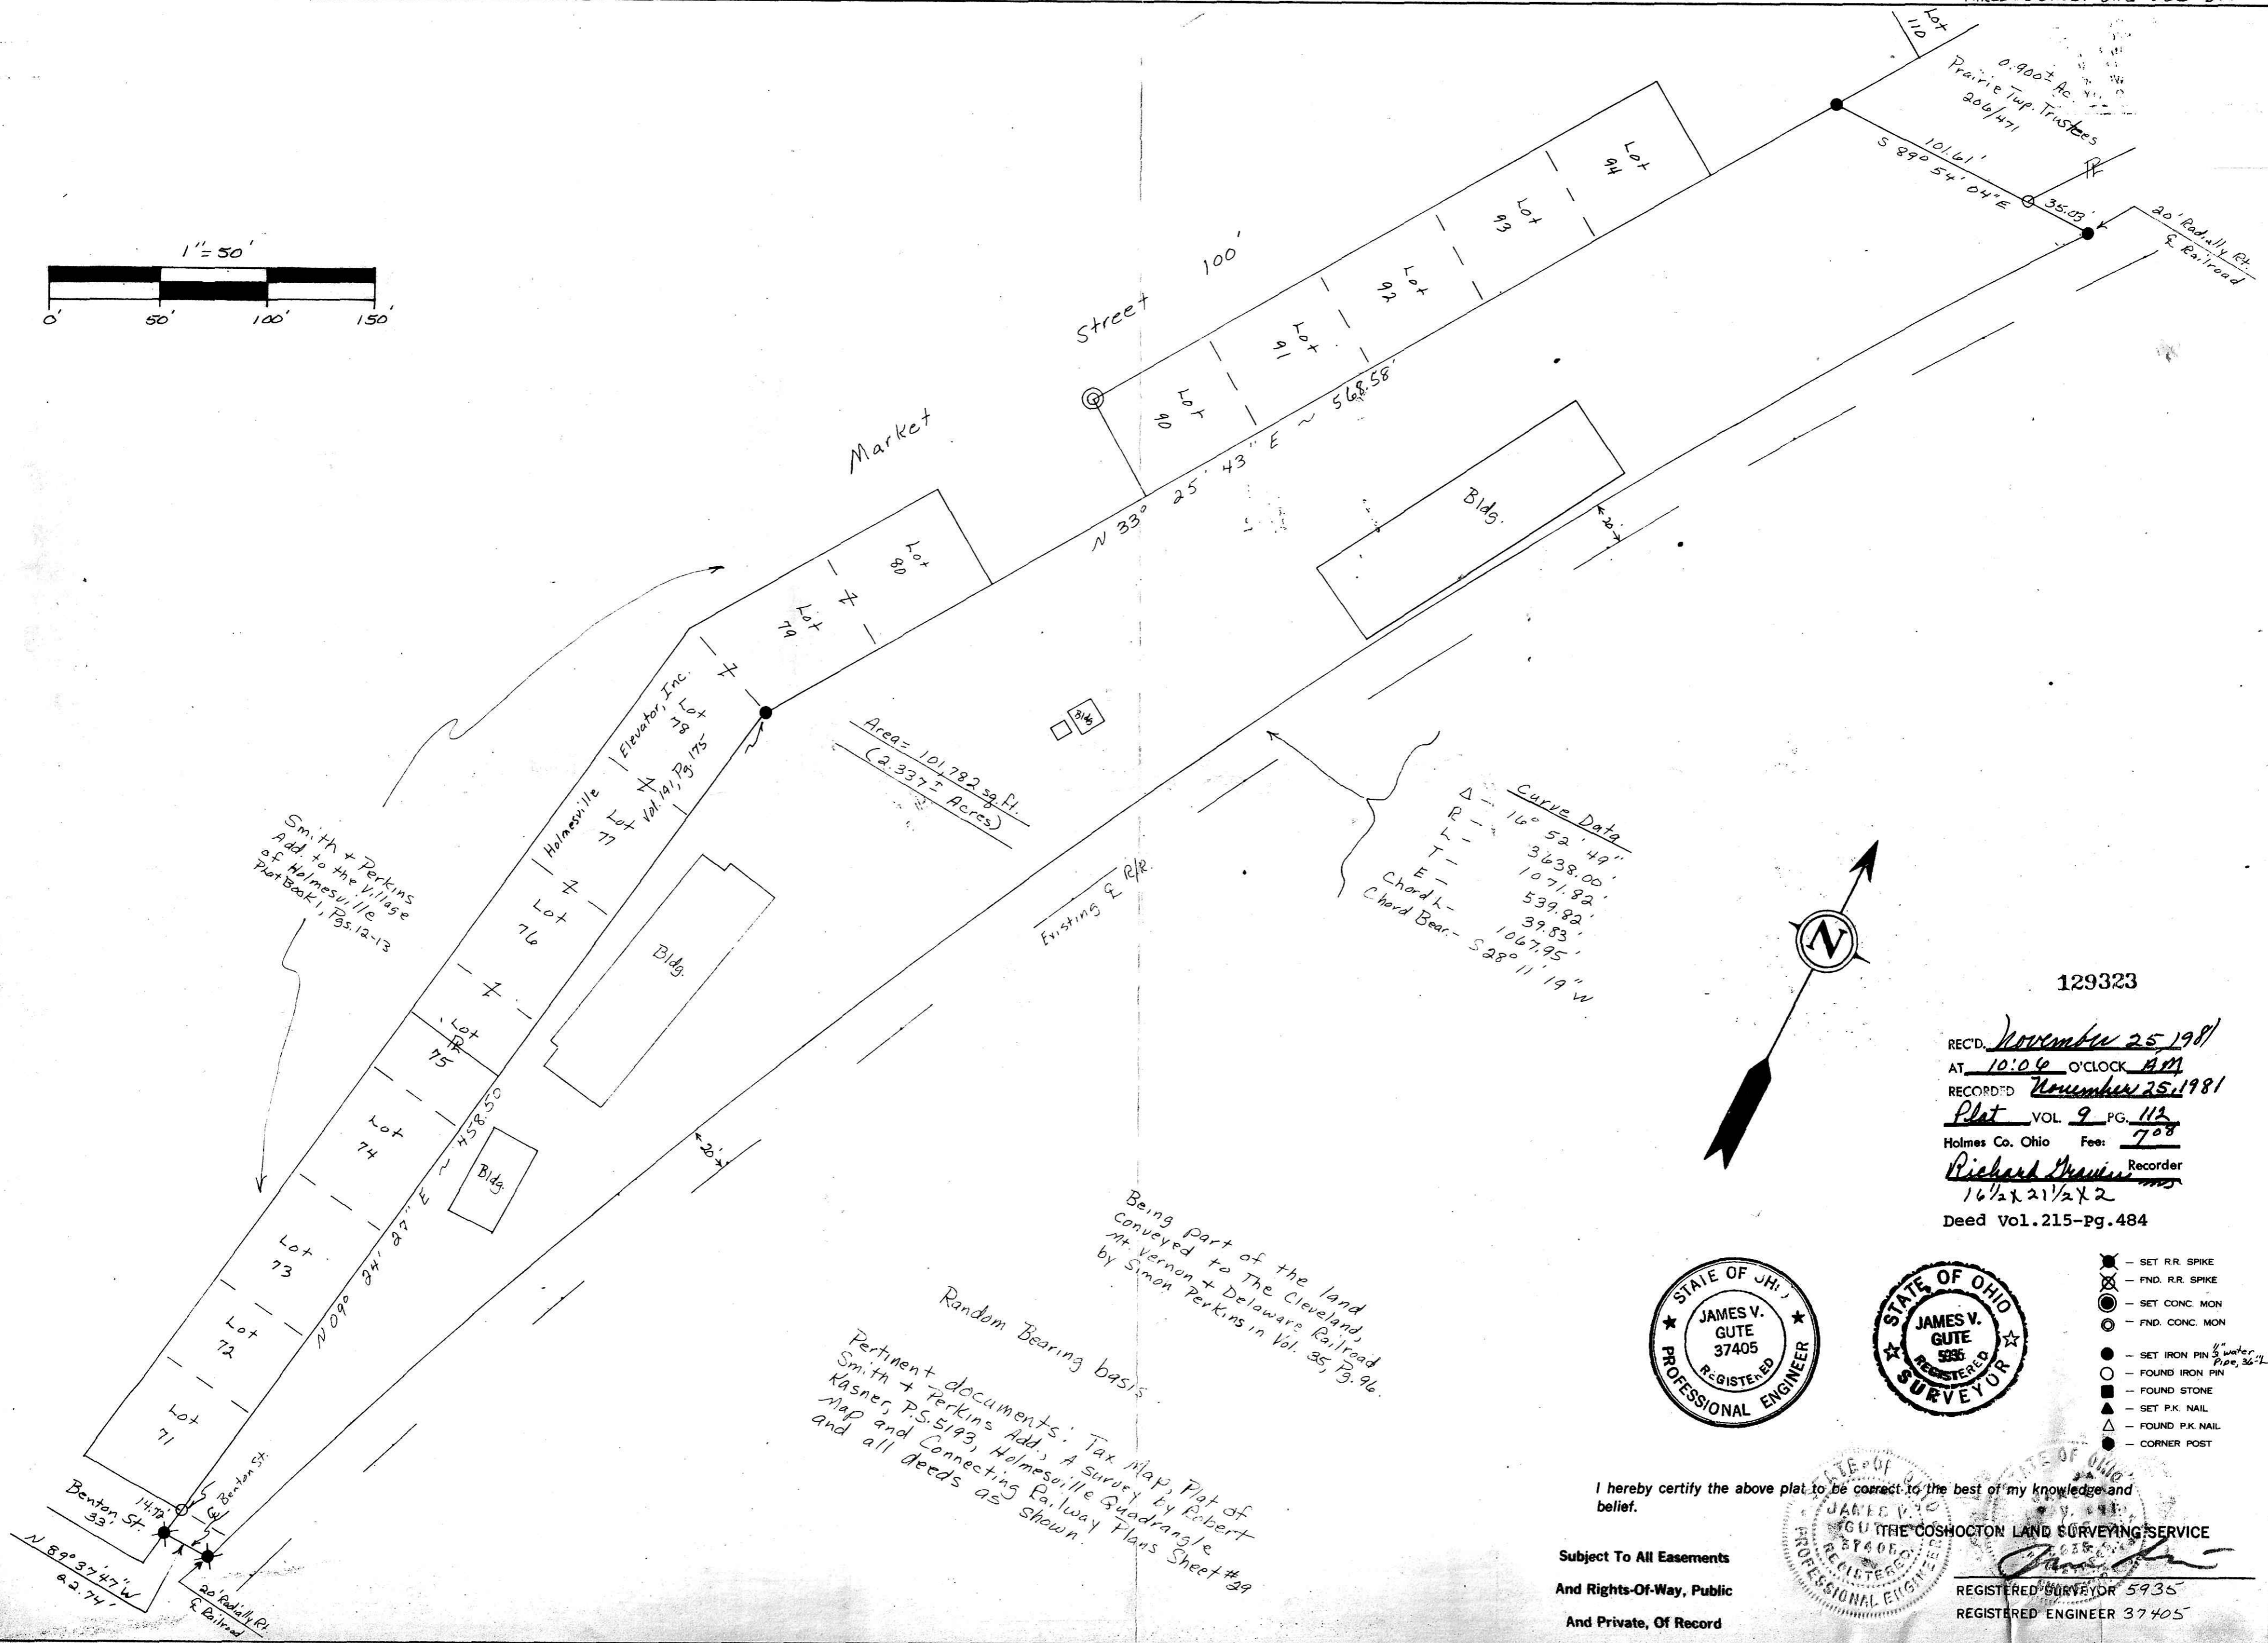 Lot
110
0.900± Ac.
Prairie Twp. Trustees
206/471
101.61'
S 89° 54' 04" E
35.03'
20' Radially Rt.
℄ Railroad
1"=50'
0' 50' 100' 150'
Market Street 100'
Lot
94
Lot
93
Lot
92
Lot
91
Lot
90
N 33° 25' 43" E ~ 568.58'
Bldg.
20'
Lot
80
Lot
79
Holmesville Elevator, Inc.
Vol. 141, Pg. 175
Lot
78
Lot
77
Lot
76
Lot
75
Lot
74
Lot
73
Lot
72
Lot
71
Bldg.
Area = 101,782 sq. ft.
(2.337± Acres)
Smith + Perkins
Add. to the Village
of Holmesville
Plat Book 1, Pgs. 12-13
Bldg.
Bldg.
N 09° 24' 27" E ~ 458.50
Existing ℄ R/R.
20'
Curve Data
Δ - 16° 52' 49"
R - 3638.00'
L - 1071.82'
T - 539.82'
E - 39.83'
Chord L - 1067.95'
Chord Bear. - S 28° 11' 19" W
N
Being part of the land
conveyed to The Cleveland,
Mt. Vernon + Delaware Railroad
by Simon Perkins in Vol. 35, Pg. 96.
Random Bearing basis
Pertinent documents: Tax Map, Plat of
Smith + Perkins Add., A Survey by Robert
Kasner, P.S. 5193, Holmesville Quadrangle
Map and Connecting Railway Plans Sheet #29
and all deeds as shown.
Benton St.
33'
14.72'
℄ Benton St.
N 89° 37' 47" W
22.74'
20' Radially Rt.
℄ Railroad
129323
REC'D. November 25, 1981
AT 10:06 O'CLOCK AM
RECORDED November 25, 1981
Plat VOL. 9 PG. 112
Holmes Co. Ohio Fee: 7.08
Richard Graven Recorder
16 1/2 X 21 1/2 X 2
Deed Vol.215-Pg.484
STATE OF OHIO
JAMES V.
GUTE
37405
REGISTERED
PROFESSIONAL ENGINEER
STATE OF OHIO
JAMES V.
GUTE
5935
REGISTERED
SURVEYOR
— SET R.R. SPIKE
— FND. R.R. SPIKE
— SET CONC. MON
— FND. CONC. MON
— SET IRON PIN water Pipe, 36"L
— FOUND IRON PIN
— FOUND STONE
— SET P.K. NAIL
— FOUND P.K. NAIL
— CORNER POST
I hereby certify the above plat to be correct to the best of my knowledge and
belief.
THE COSHOCTON LAND SURVEYING SERVICE
Subject To All Easements
And Rights-Of-Way, Public
And Private, Of Record
REGISTERED SURVEYOR 5935
REGISTERED ENGINEER 37405